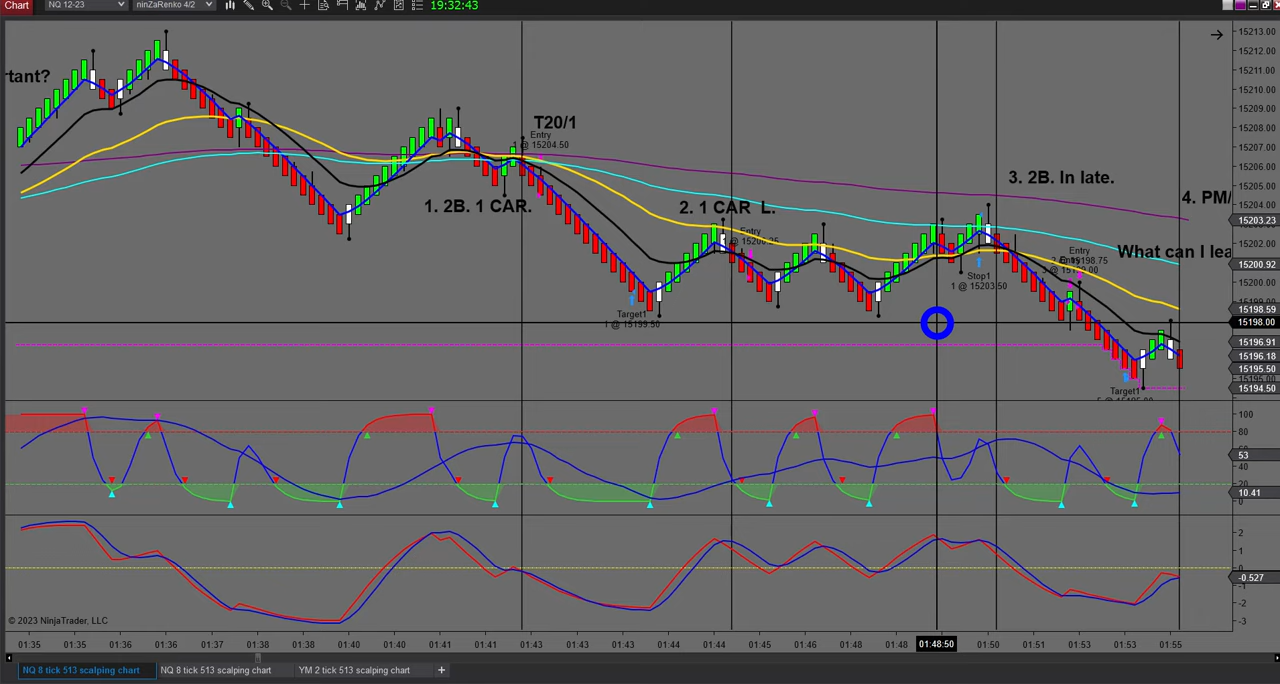 Chart NQ 12-23 ninZaRenko 4/2 19:32:43
rtant?
T20/1
Entry
1 @ 15204.50
1. 2B. 1 CAR.
2. 1 CAR L.
Entry
3. 2B. In late.
4. PM/
What can I lea
Entry
Stop1
1 @ 15203.50
Target1
1 @ 15199.50
Target1
15213.00
15212.00
15211.00
15210.00
15209.00
15208.00
15207.00
15206.00
15205.00
15204.00
15203.23
15202.00
15200.92
15200.00
15198.59
15198.00
15196.91
15196.18
15195.50
15194.50
100
80
53
40
20
10.41
0
2
1
0
-0.527
-2
-3
© 2023 NinjaTrader, LLC
01:35 01:35 01:36 01:36 01:38 01:38 01:38 01:40 01:40 01:41 01:41 01:43 01:43 01:43 01:44 01:44 01:45 01:46 01:47 01:48 01:48:50 01:50 01:51 01:53 01:53 01:55
NQ 8 tick 513 scalping chart NQ 8 tick 513 scalping chart YM 2 tick 513 scalping chart +